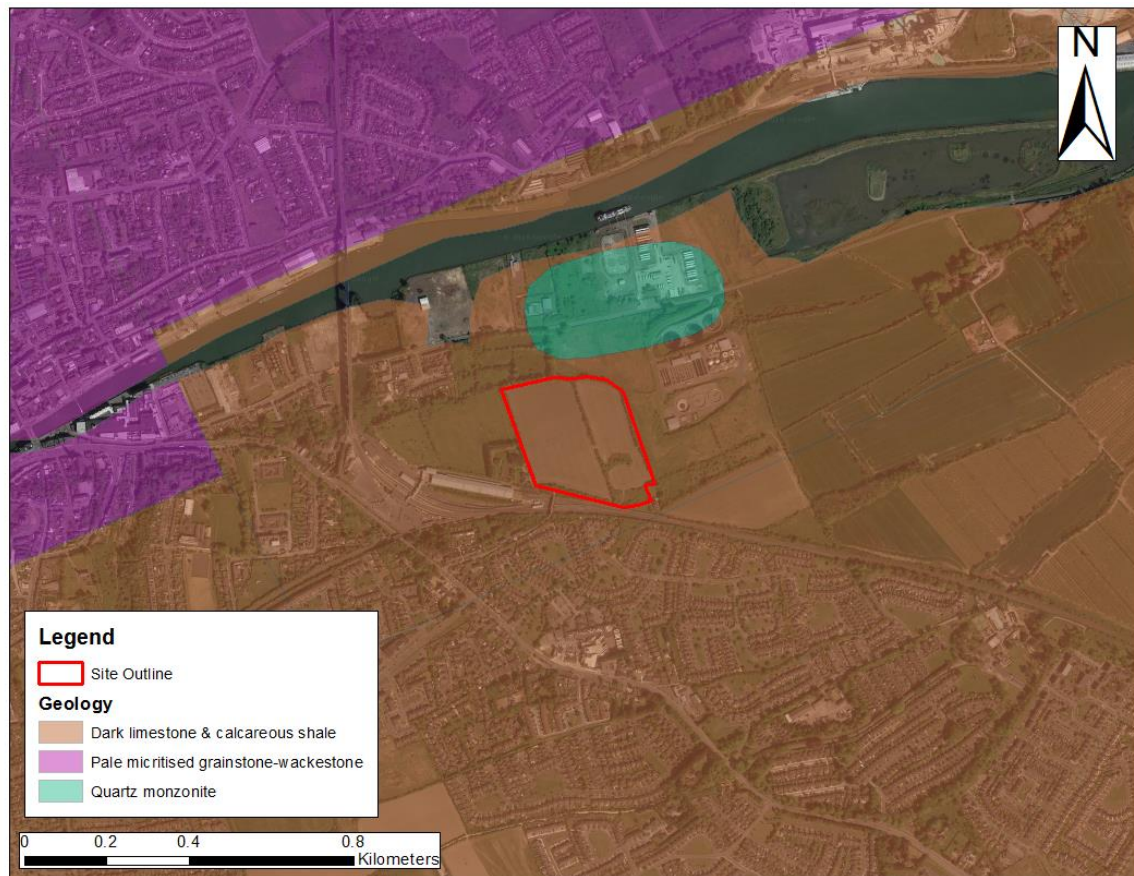 N
Legend
Site Outline
Geology
Dark limestone & calcareous shale
Pale micritised grainstone-wackestone
Quartz monzonite
0 0.2 0.4 0.8
Kilometers